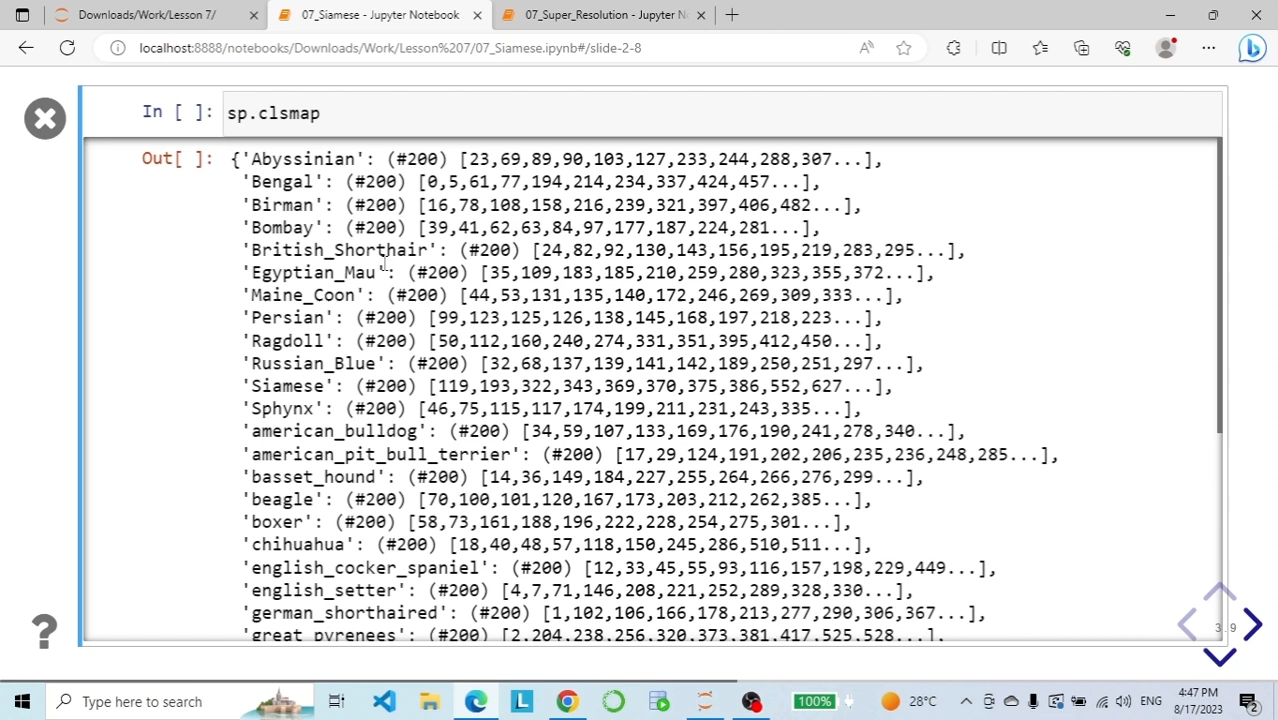 Downloads/Work/Lesson 7/
07_Siamese - Jupyter Notebook
07_Super_Resolution - Jupyter N
localhost:8888/notebooks/Downloads/Work/Lesson%207/07_Siamese.ipynb#/slide-2-8
In [ ]: sp.clsmap
Out[ ]: {'Abyssinian': (#200) [23,69,89,90,103,127,233,244,288,307...],
'Bengal': (#200) [0,5,61,77,194,214,234,337,424,457...],
'Birman': (#200) [16,78,108,158,216,239,321,397,406,482...],
'Bombay': (#200) [39,41,62,63,84,97,177,187,224,281...],
'British_Shorthair': (#200) [24,82,92,130,143,156,195,219,283,295...],
'Egyptian_Mau': (#200) [35,109,183,185,210,259,280,323,355,372...],
'Maine_Coon': (#200) [44,53,131,135,140,172,246,269,309,333...],
'Persian': (#200) [99,123,125,126,138,145,168,197,218,223...],
'Ragdoll': (#200) [50,112,160,240,274,331,351,395,412,450...],
'Russian_Blue': (#200) [32,68,137,139,141,142,189,250,251,297...],
'Siamese': (#200) [119,193,322,343,369,370,375,386,552,627...],
'Sphynx': (#200) [46,75,115,117,174,199,211,231,243,335...],
'american_bulldog': (#200) [34,59,107,133,169,176,190,241,278,340...],
'american_pit_bull_terrier': (#200) [17,29,124,191,202,206,235,236,248,285...],
'basset_hound': (#200) [14,36,149,184,227,255,264,266,276,299...],
'beagle': (#200) [70,100,101,120,167,173,203,212,262,385...],
'boxer': (#200) [58,73,161,188,196,222,228,254,275,301...],
'chihuahua': (#200) [18,40,48,57,118,150,245,286,510,511...],
'english_cocker_spaniel': (#200) [12,33,45,55,93,116,157,198,229,449...],
'english_setter': (#200) [4,7,71,146,208,221,252,289,328,330...],
'german_shorthaired': (#200) [1,102,106,166,178,213,277,290,306,367...],
'great_pyrenees': (#200) [2,204,238,256,320,373,381,417,525,528...],
3.9
Type here to search
100%
28°C
ENG
4:47 PM
8/17/2023
2